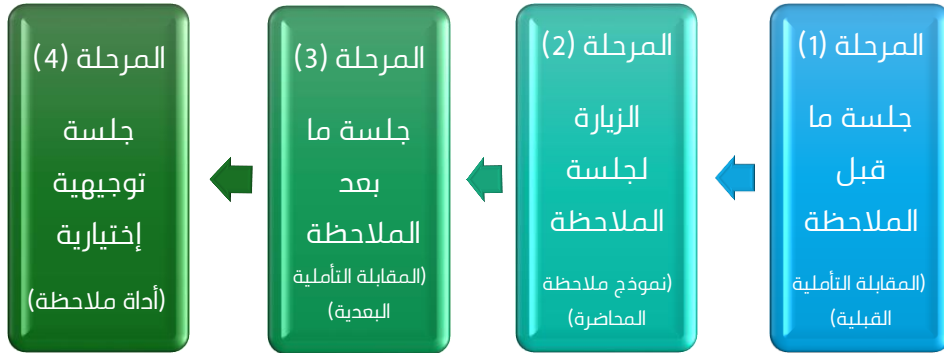 المرحلة (1)
جلسة ما
قبل
الملاحظة
(المقابلة التأملية
القبلية)
المرحلة (2)
الزيارة
لجلسة
الملاحظة
(نموذج ملاحظة
المحاضرة)
المرحلة (3)
جلسة ما
بعد
الملاحظة
(المقابلة التأملية
البعدية)
المرحلة (4)
جلسة
توجيهية
إختيارية
(أداة ملاحظة)